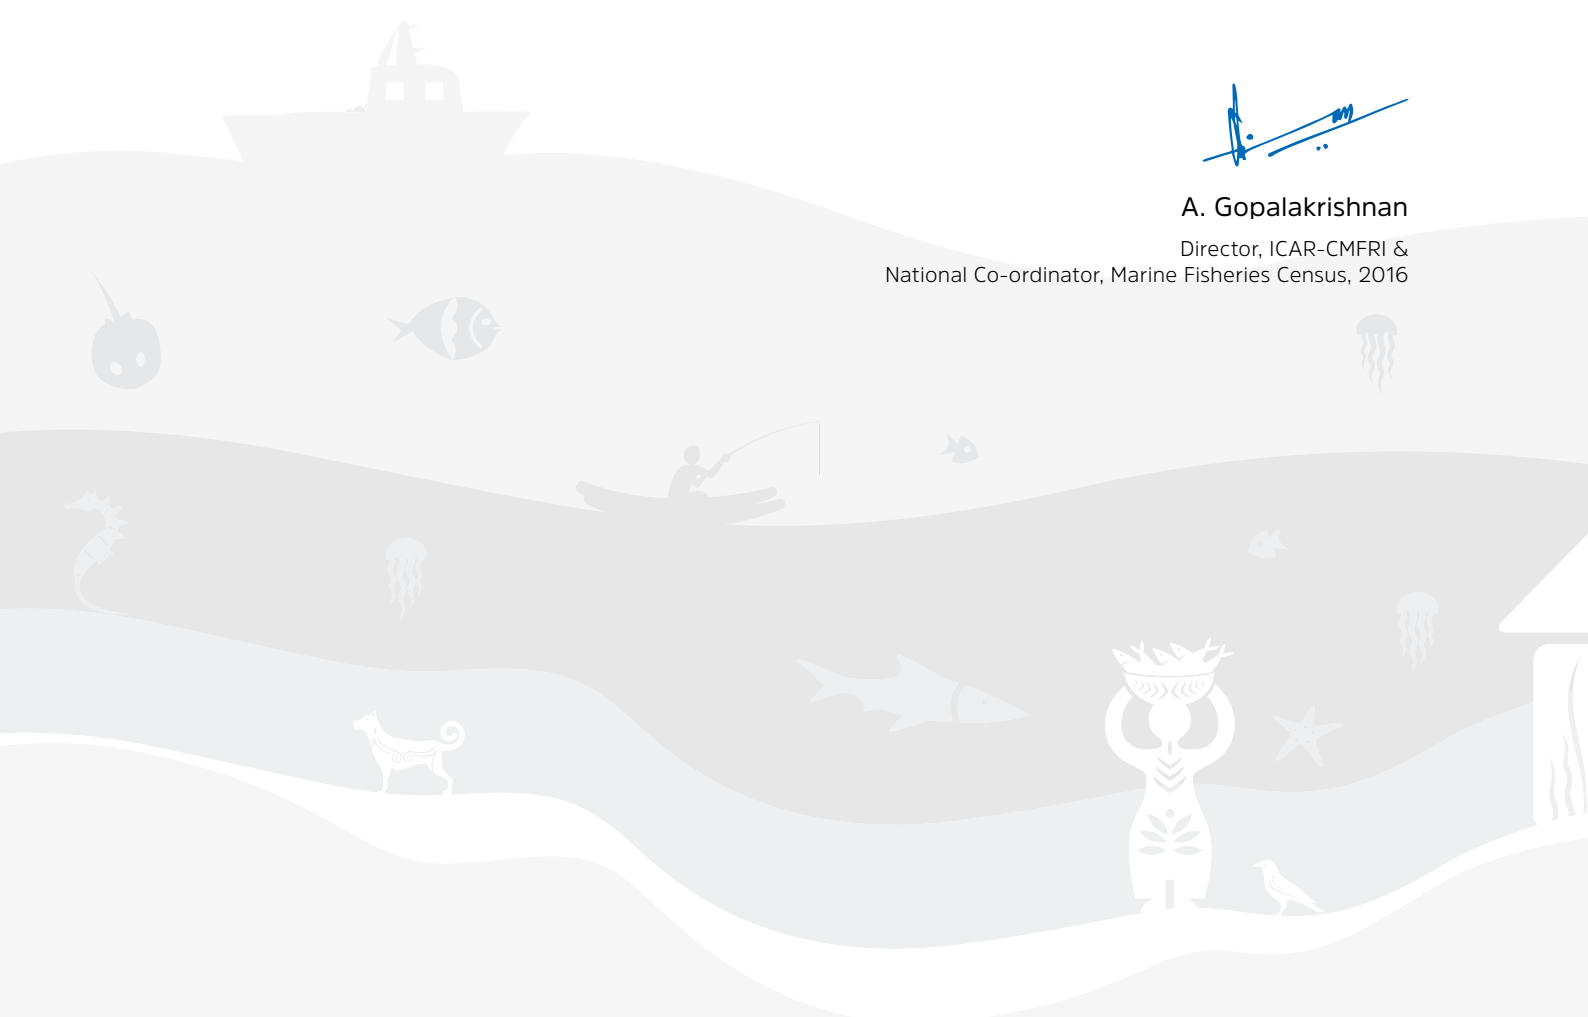 A. Gopalakrishnan
Director, ICAR-CMFRI &
National Co-ordinator, Marine Fisheries Census, 2016